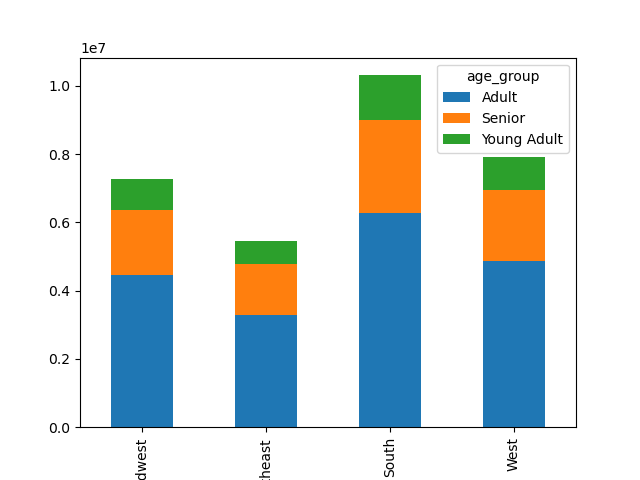 1e7
age_group
Adult
Senior
Young Adult
1.0
0.8
0.6
0.4
0.2
0.0
dwest
theast
South
West